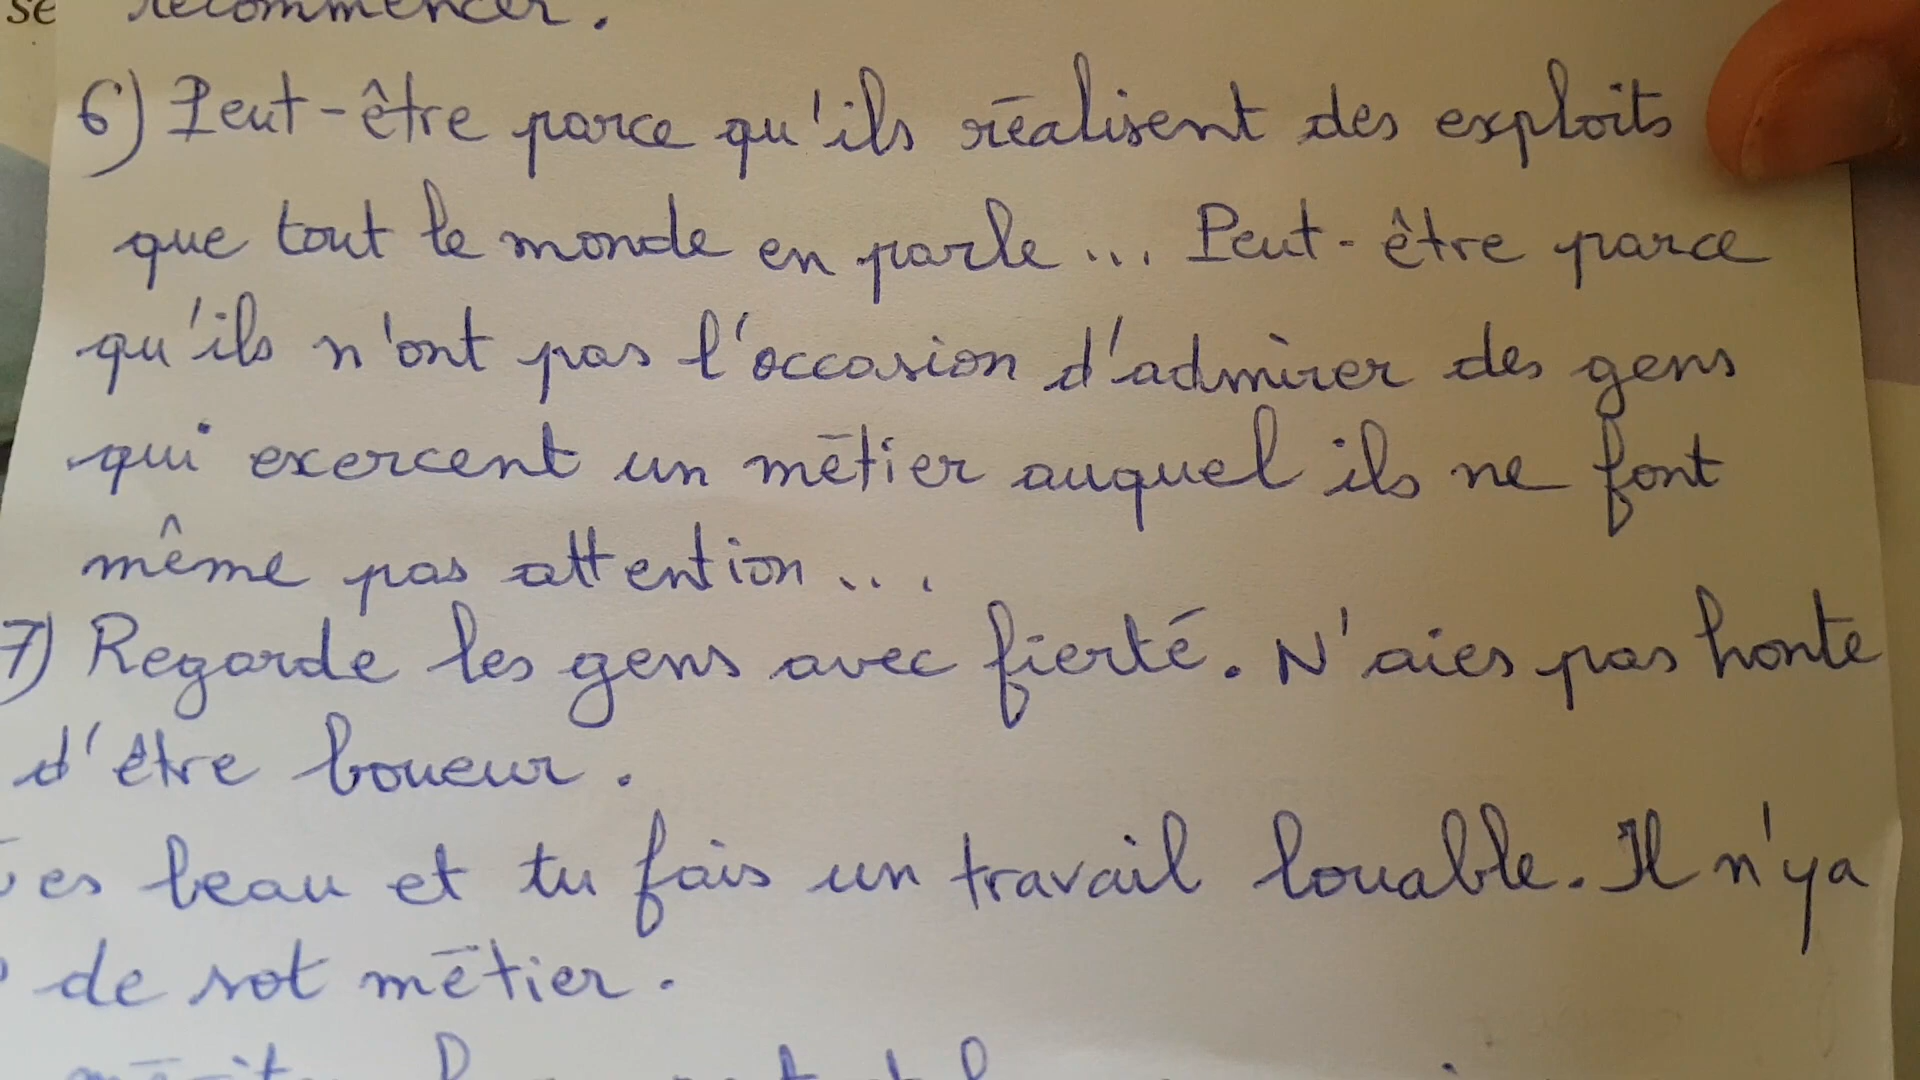 se recommencer.
6) Peut-être parce qu'ils réalisent des exploits
que tout le monde en parle... Peut-être parce
qu'ils n'ont pas l'occasion d'admirer des gens
qui exercent un métier auquel ils ne font
même pas attention...
7) Regarde les gens avec fierté. N'aies pas honte
d'être boueur.
es beau et tu fais un travail louable. Il n'ya
de sot métier.